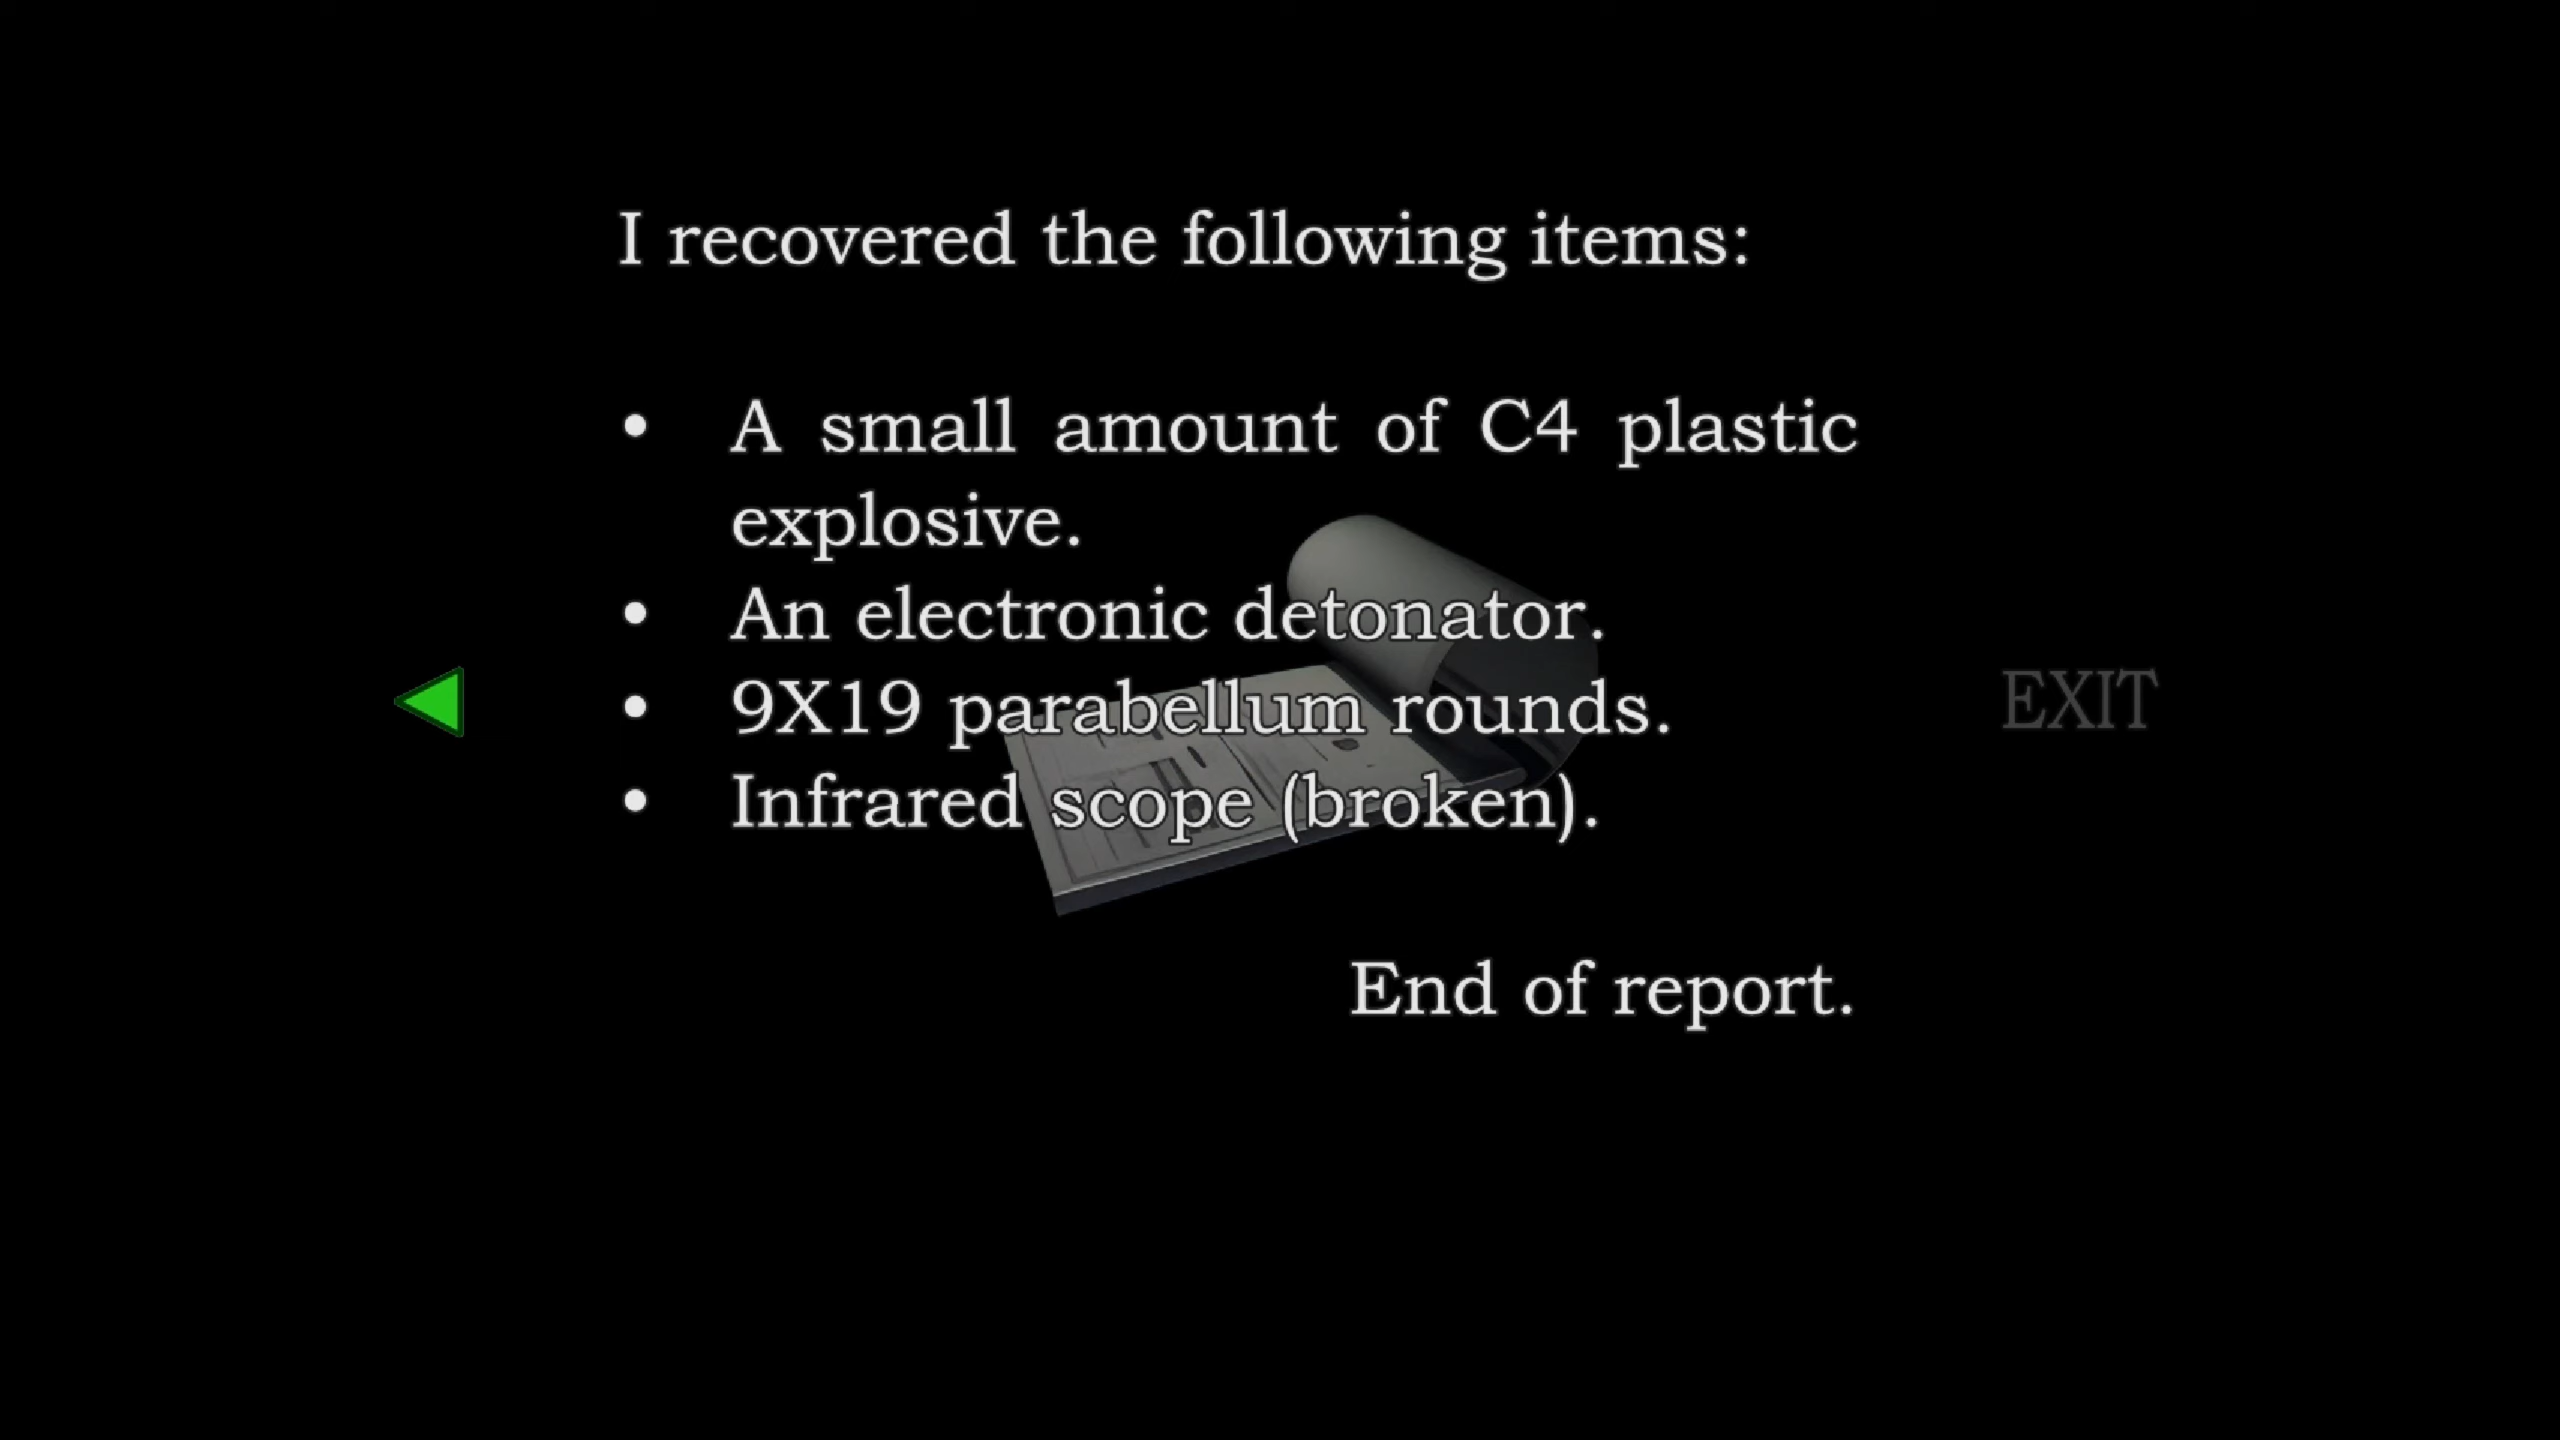 I recovered the following items:
• A small amount of C4 plastic
explosive.
• An electronic detonator.
• 9X19 parabellum rounds.
• Infrared scope (broken).
EXIT
End of report.